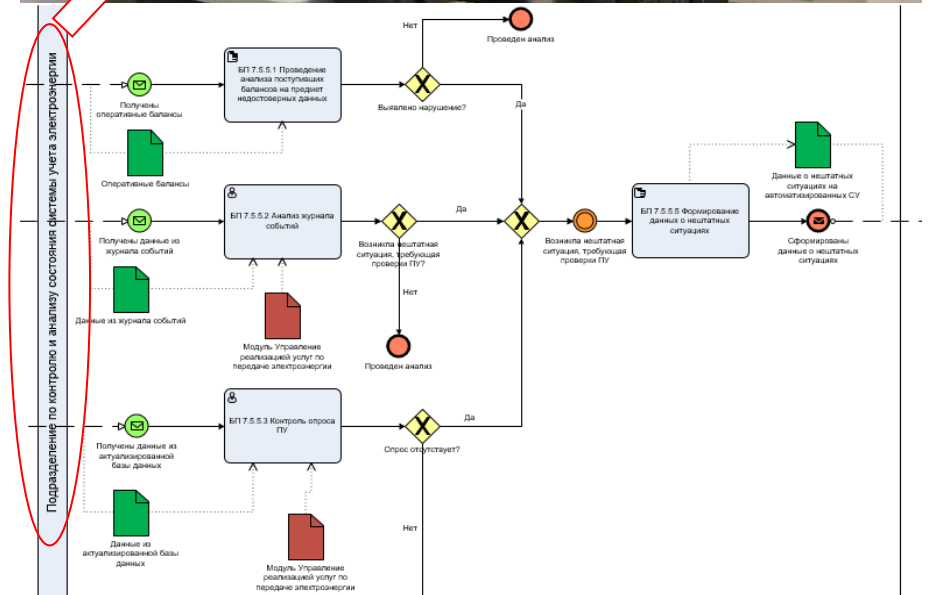 Подразделение по контролю и анализу состояния системы учета электроэнергии
Нет
Проведен анализ
БП 7.5.5.1 Проведение
анализа поступивших
балансов на предмет
недостоверных данных
Получены
оперативные балансы
Выявлено нарушение?
Да
Оперативные балансы
Данные о нештатных
ситуациях на
автоматизированных СУ
БП 7.5.5.2 Анализ журнала
событий
Да
БП 7.5.5.5 Формирование
данных о нештатных
ситуациях
Получены данные из
журнала событий
Возникла нештатная
ситуация, требующая
проверки ПУ?
Возникла нештатная
ситуация, требующая
проверки ПУ
Сформированы
данные о нештатных
ситуациях
Нет
Данные из журнала событий
Модуль Управление
реализацией услуг по
передаче электроэнергии
Проведен анализ
БП 7.5.5.3 Контроль опроса
ПУ
Да
Получены данные из
актуализированной
базы данных
Опрос отсутствует?
Нет
Данные из
актуализированной базы
данных
Модуль Управление
реализацией услуг по
передаче электроэнергии